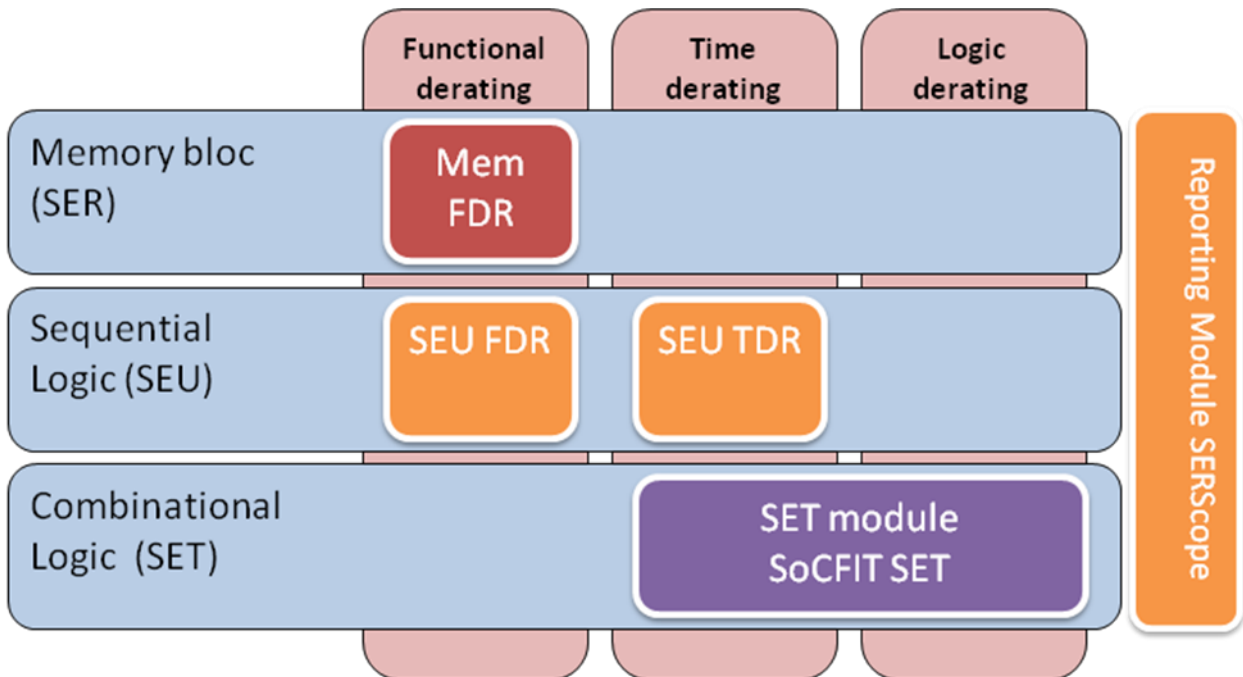 Functional
derating
Time
derating
Logic
derating
Memory bloc
(SER)
Mem
FDR
Sequential
Logic (SEU)
SEU FDR
SEU TDR
Combinational
Logic (SET)
SET module
SoCFIT SET
Reporting Module SERScope